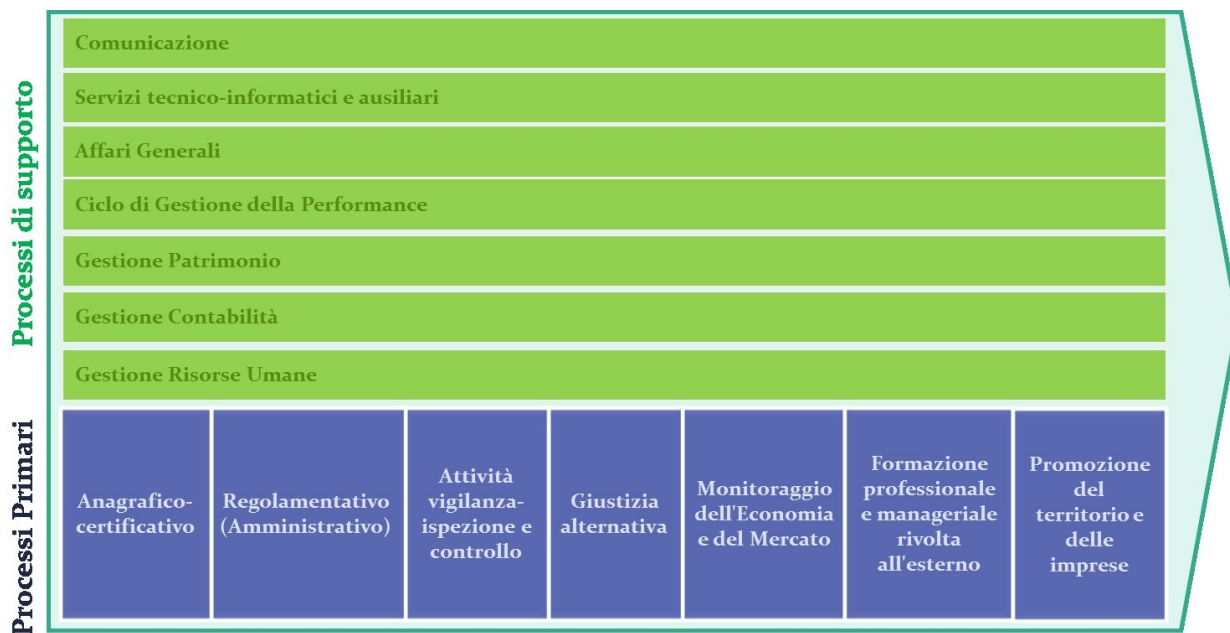 Processi di supporto
Comunicazione
Servizi tecnico-informatici e ausiliari
Affari Generali
Ciclo di Gestione della Performance
Gestione Patrimonio
Gestione Contabilità
Gestione Risorse Umane
Processi Primari
Anagrafico-
certificativo
Regolamentativo
(Amministrativo)
Attività
vigilanza-
ispezione e
controllo
Giustizia
alternativa
Monitoraggio
dell'Economia
e del Mercato
Formazione
professionale
e manageriale
rivolta
all'esterno
Promozione
del
territorio e
delle
imprese